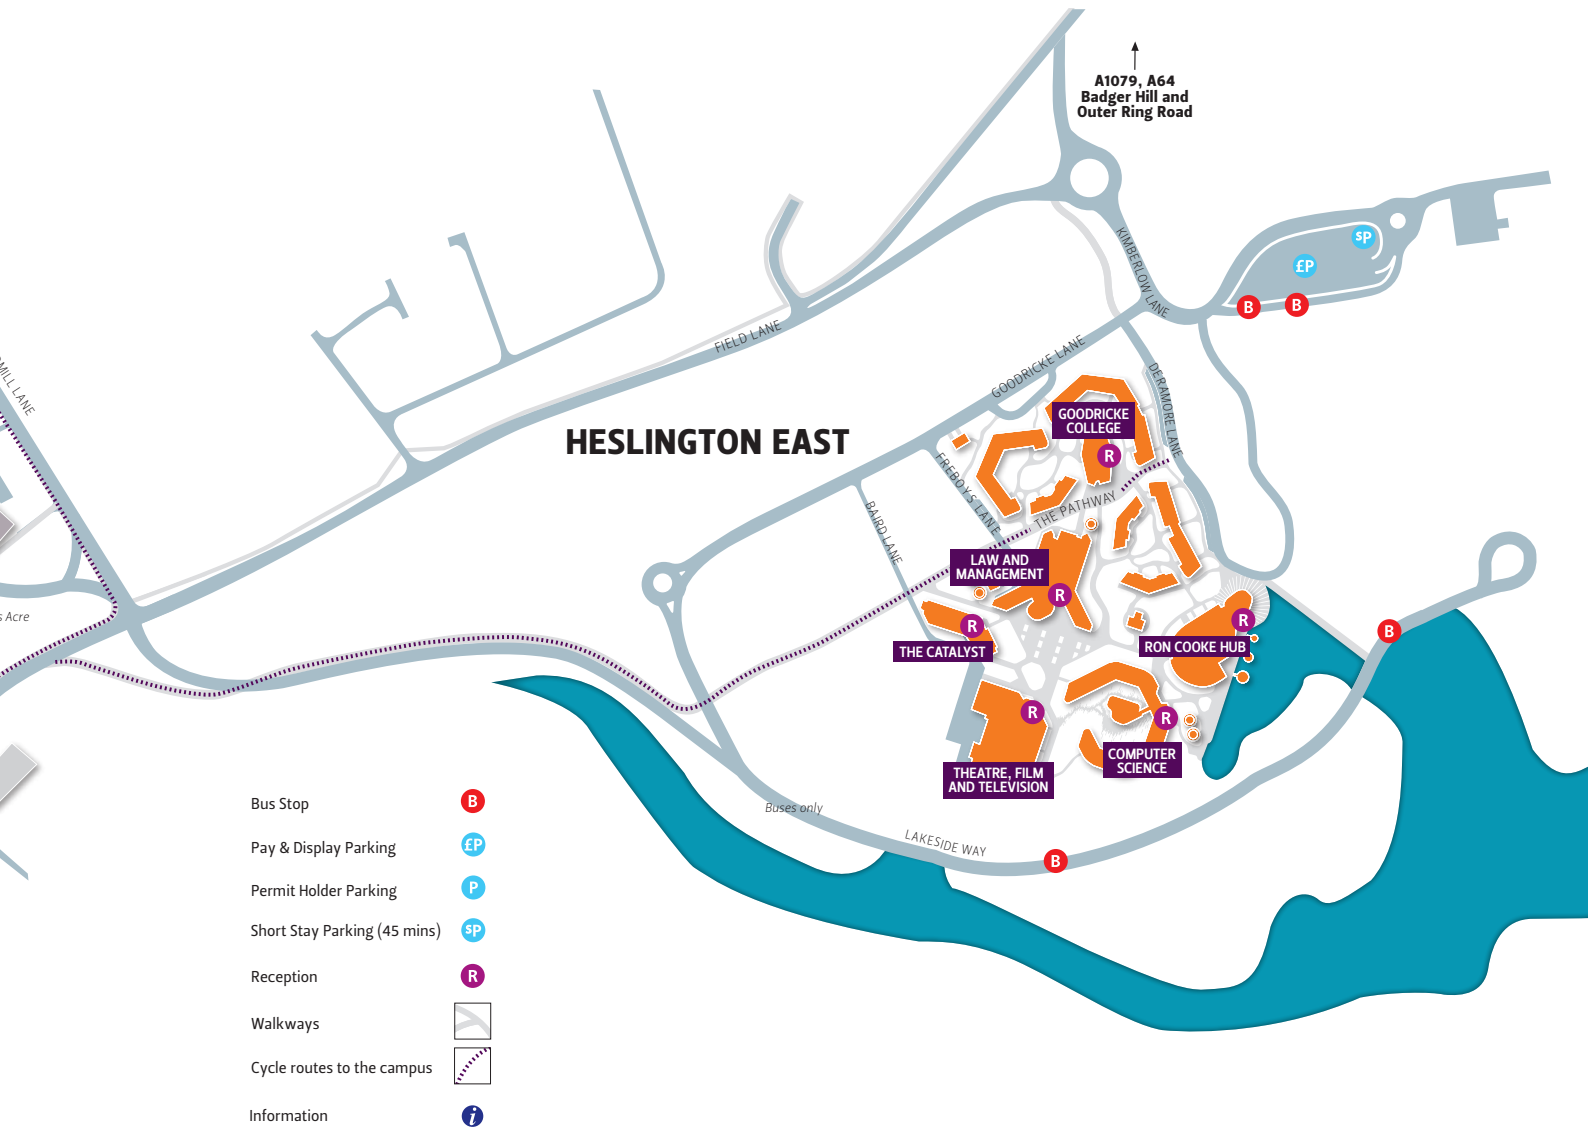 A1079, A64
Badger Hill and
Outer Ring Road
KIMBERLOW LANE
SP
£P
B
B
FIELD LANE
GOODRICKE LANE
DERAMORE LANE
MILL LANE
HESLINGTON EAST
GOODRICKE
COLLEGE
R
FREBOYS LANE
THE PATHWAY
BAIRD LANE
LAW AND
MANAGEMENT
R
s Acre
R
THE CATALYST
R
RON COOKE HUB
B
R
R
COMPUTER
SCIENCE
THEATRE, FILM
AND TELEVISION
Buses only
LAKESIDE WAY
B
Bus Stop B
Pay & Display Parking £P
Permit Holder Parking P
Short Stay Parking (45 mins) SP
Reception R
Walkways
Cycle routes to the campus
Information i